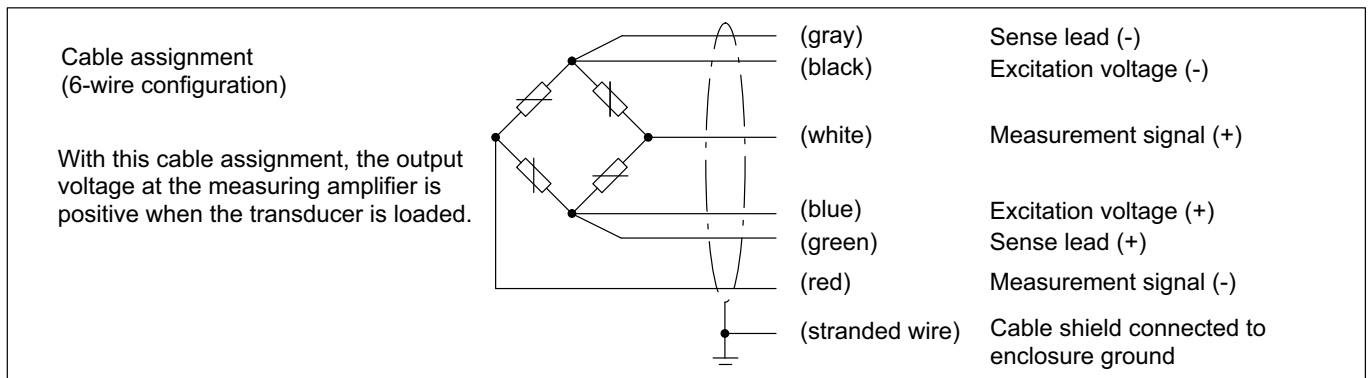 Cable assignment
(6-wire configuration)
With this cable assignment, the output
voltage at the measuring amplifier is
positive when the transducer is loaded.
(gray) Sense lead (-)
(black) Excitation voltage (-)
(white) Measurement signal (+)
(blue) Excitation voltage (+)
(green) Sense lead (+)
(red) Measurement signal (-)
(stranded wire) Cable shield connected to
enclosure ground